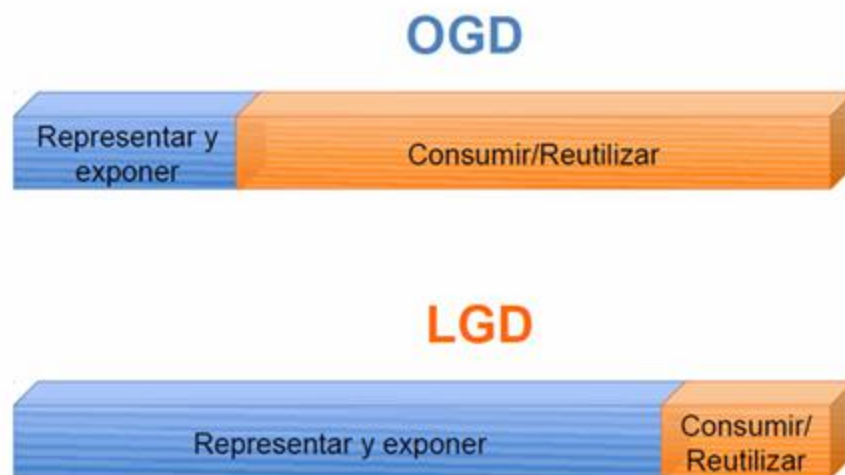 OGD
Representar y
exponer
Consumir/Reutilizar
LGD
Representar y exponer
Consumir/
Reutilizar